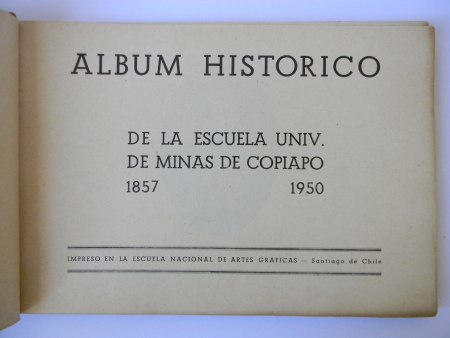 ALBUM HISTORICO
DE LA ESCUELA UNIV.
DE MINAS DE COPIAPO
1857 1950
IMPRESO EN LA ESCUELA NACIONAL DE ARTES GRAFICAS — Santiago de Chile